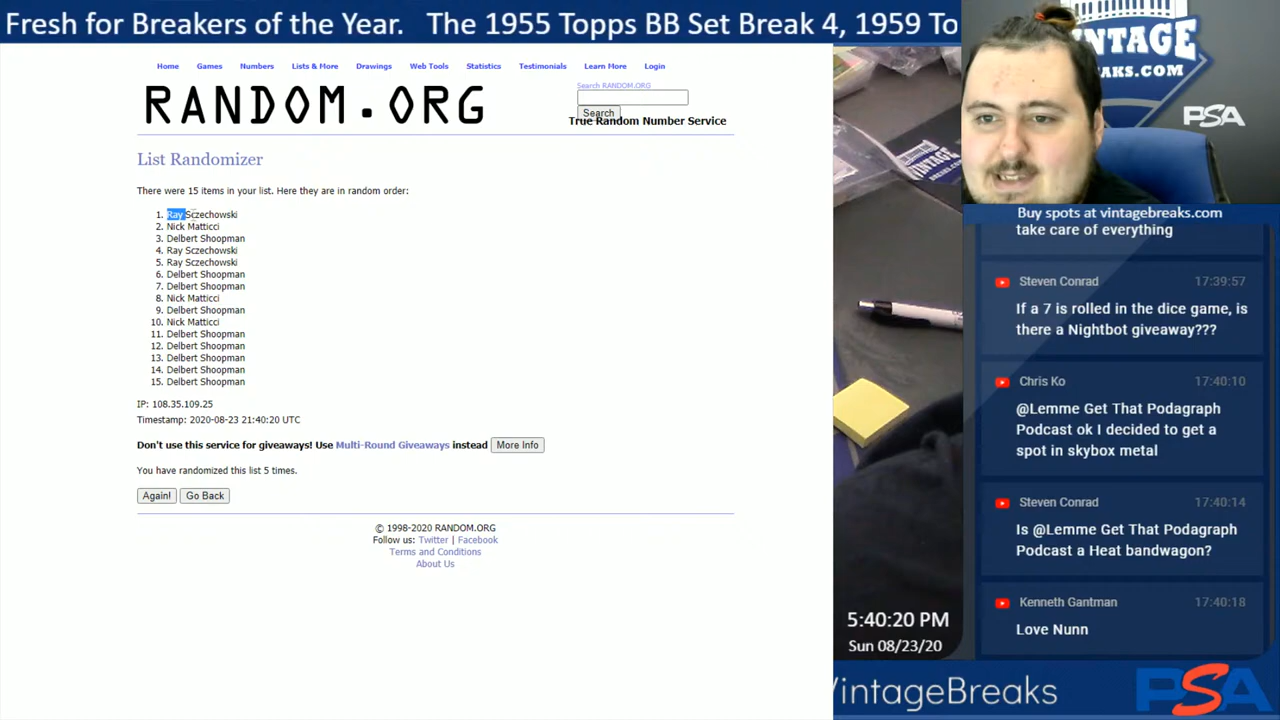 Fresh for Breakers of the Year. The 1955 Topps BB Set Break 4, 1959 To
VINTAGE
EAKS.COM
PSA
Home Games Numbers Lists & More Drawings Web Tools Statistics Testimonials Learn More Login
RANDOM.ORG
Search RANDOM.ORG
Search
True Random Number Service
List Randomizer
There were 15 items in your list. Here they are in random order:
1. Ray Sczechowski
2. Nick Matticci
3. Delbert Shoopman
4. Ray Sczechowski
5. Ray Sczechowski
6. Delbert Shoopman
7. Delbert Shoopman
8. Nick Matticci
9. Delbert Shoopman
10. Nick Matticci
11. Delbert Shoopman
12. Delbert Shoopman
13. Delbert Shoopman
14. Delbert Shoopman
15. Delbert Shoopman
IP: 108.35.109.25
Timestamp: 2020-08-23 21:40:20 UTC
Don't use this service for giveaways! Use Multi-Round Giveaways instead More Info
You have randomized this list 5 times.
Again! Go Back
© 1998-2020 RANDOM.ORG
Follow us: Twitter | Facebook
Terms and Conditions
About Us
VINTAGE
Buy spots at vintagebreaks.com
take care of everything
Steven Conrad 17:39:57
If a 7 is rolled in the dice game, is
there a Nightbot giveaway???
Chris Ko 17:40:10
@Lemme Get That Podagraph
Podcast ok I decided to get a
spot in skybox metal
Steven Conrad 17:40:14
Is @Lemme Get That Podagraph
Podcast a Heat bandwagon?
Kenneth Gantman 17:40:18
Love Nunn
5:40:20 PM
Sun 08/23/20
VintageBreaks
PSA